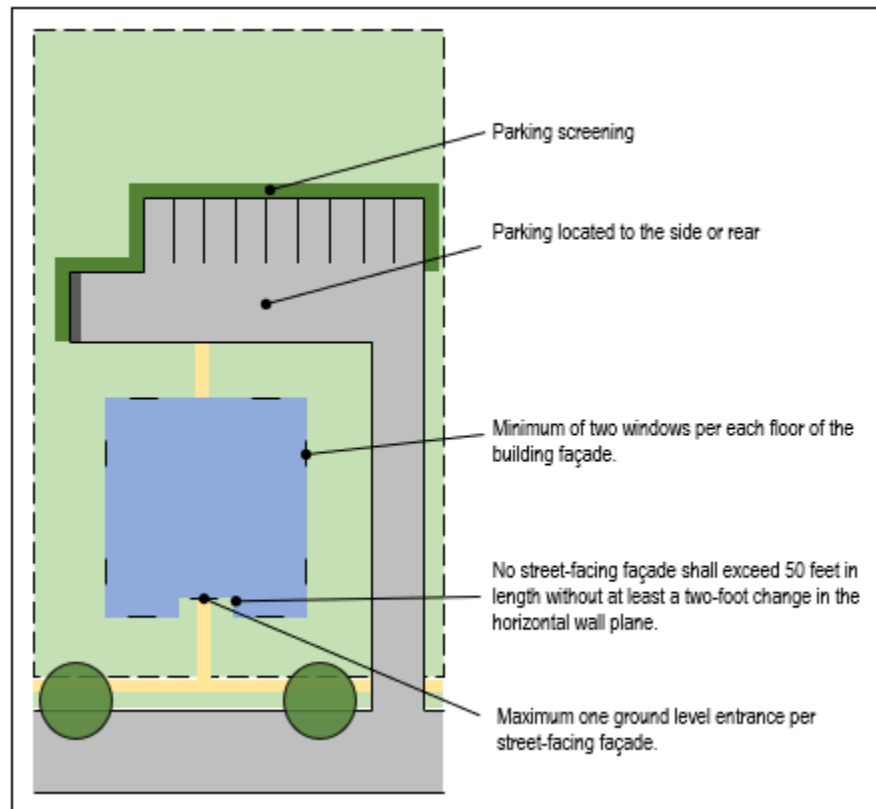 Parking screening
Parking located to the side or rear
Minimum of two windows per each floor of the
building façade.
No street-facing façade shall exceed 50 feet in
length without at least a two-foot change in the
horizontal wall plane.
Maximum one ground level entrance per
street-facing façade.